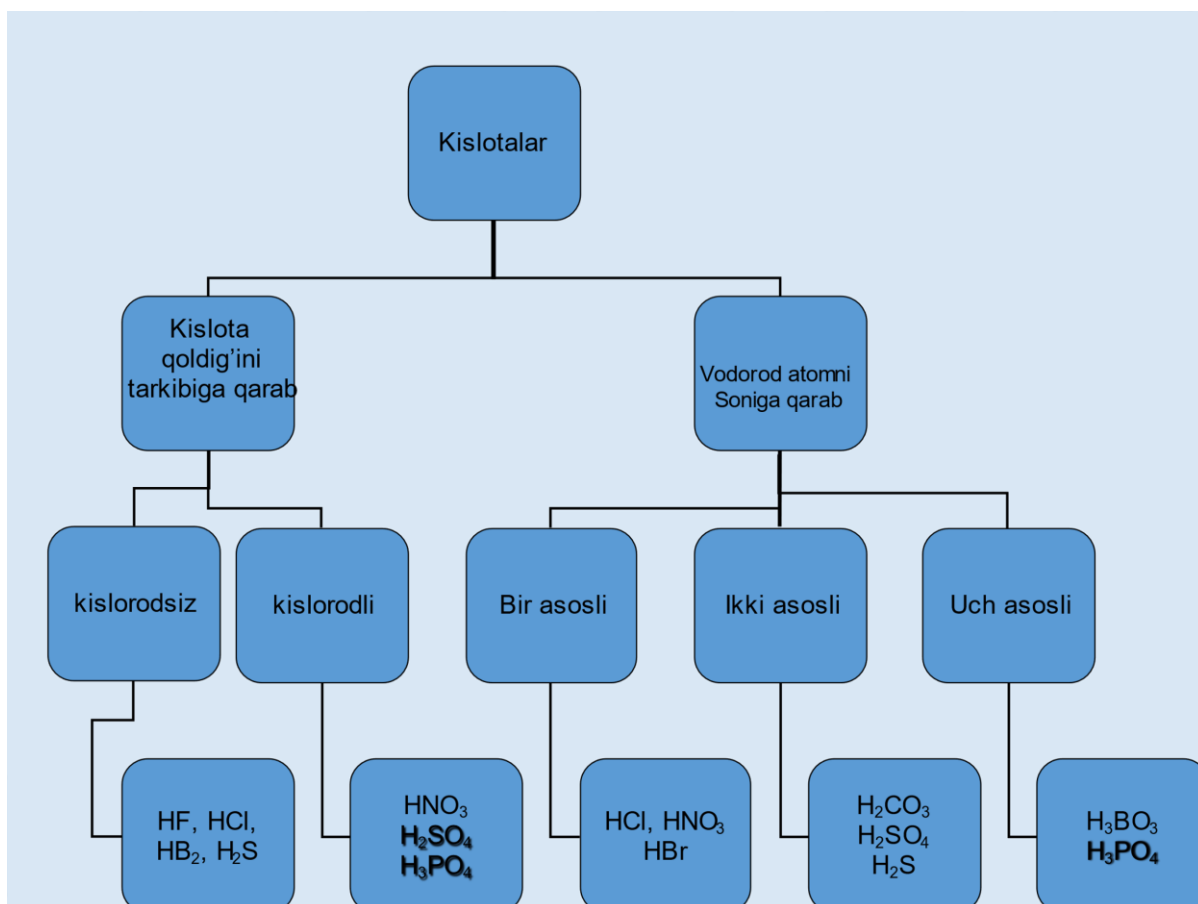 Kislotalar
Kislota
qoldig’ini
tarkibiga qarab
Vodorod atomni
Soniga qarab
kislorodsiz
kislorodli
Bir asosli
Ikki asosli
Uch asosli
HF, HCl,
HB₂, H₂S
HNO₃
H₂SO₄
H₃PO₄
HCl, HNO₃
HBr
H₂CO₃
H₂SO₄
H₂S
H₃BO₃
H₃PO₄